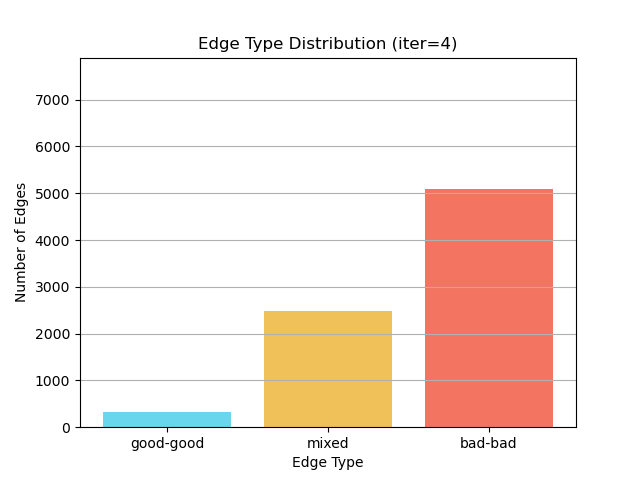 Edge Type Distribution (iter=4)
Number of Edges
7000
6000
5000
4000
3000
2000
1000
0
good-good
mixed
bad-bad
Edge Type